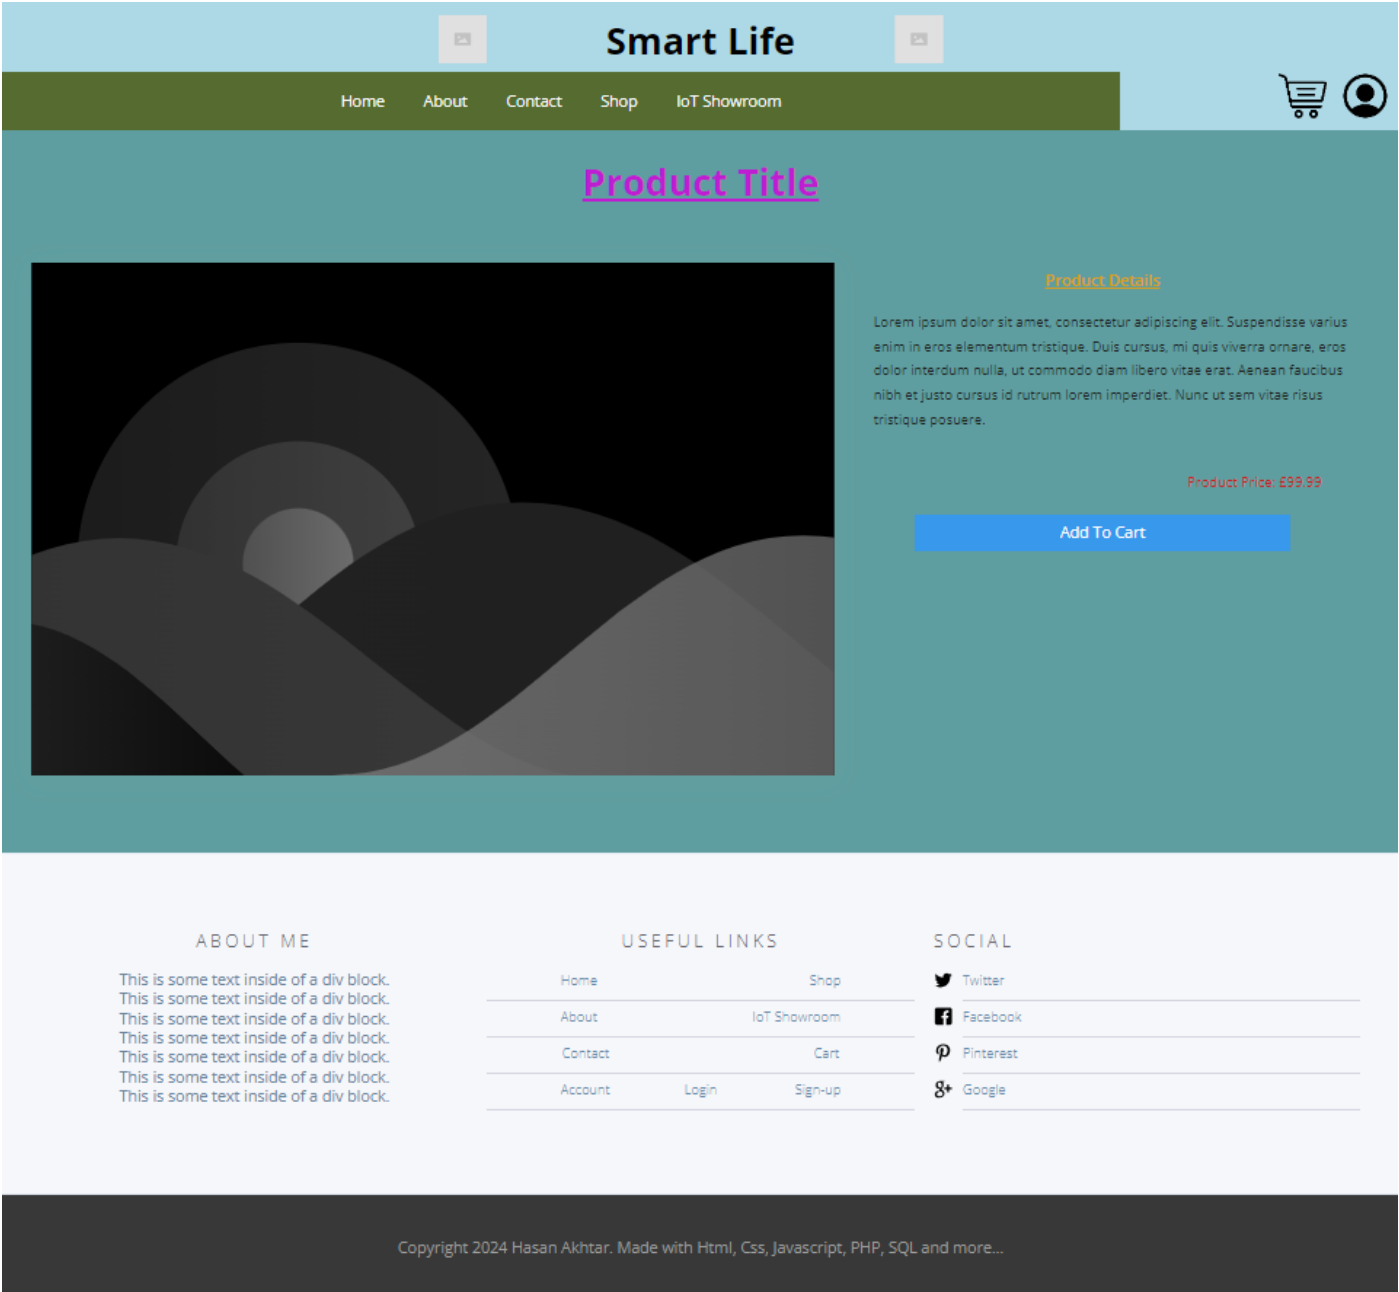 Smart Life
Home About Contact Shop IoT Showroom
Product Title
Product Details
Lorem ipsum dolor sit amet, consectetur adipiscing elit. Suspendisse varius
enim in eros elementum tristique. Duis cursus, mi quis viverra ornare, eros
dolor interdum nulla, ut commodo diam libero vitae erat. Aenean faucibus
nibh et justo cursus id rutrum lorem imperdiet. Nunc ut sem vitae risus
tristique posuere.
Product Price: £99.99
Add To Cart
ABOUT ME
This is some text inside of a div block.
This is some text inside of a div block.
This is some text inside of a div block.
This is some text inside of a div block.
This is some text inside of a div block.
This is some text inside of a div block.
This is some text inside of a div block.
USEFUL LINKS
Home Shop
About IoT Showroom
Contact Cart
Account Login Sign-up
SOCIAL
Twitter
Facebook
Pinterest
Google
Copyright 2024 Hasan Akhtar. Made with Html, Css, Javascript, PHP, SQL and more...